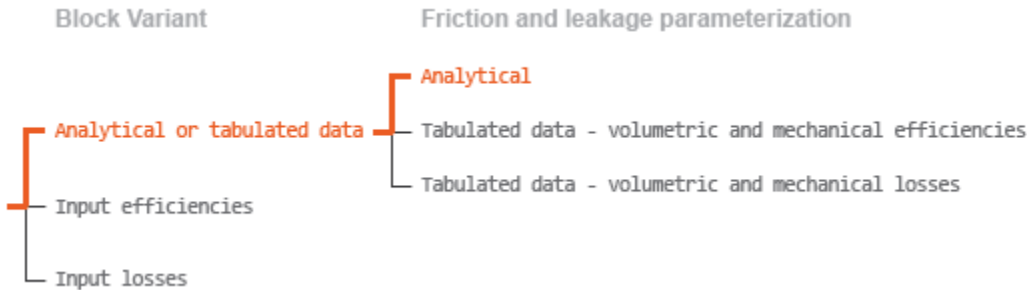 Block Variant
Friction and leakage parameterization
Analytical
Analytical or tabulated data
Tabulated data - volumetric and mechanical efficiencies
Tabulated data - volumetric and mechanical losses
Input efficiencies
Input losses